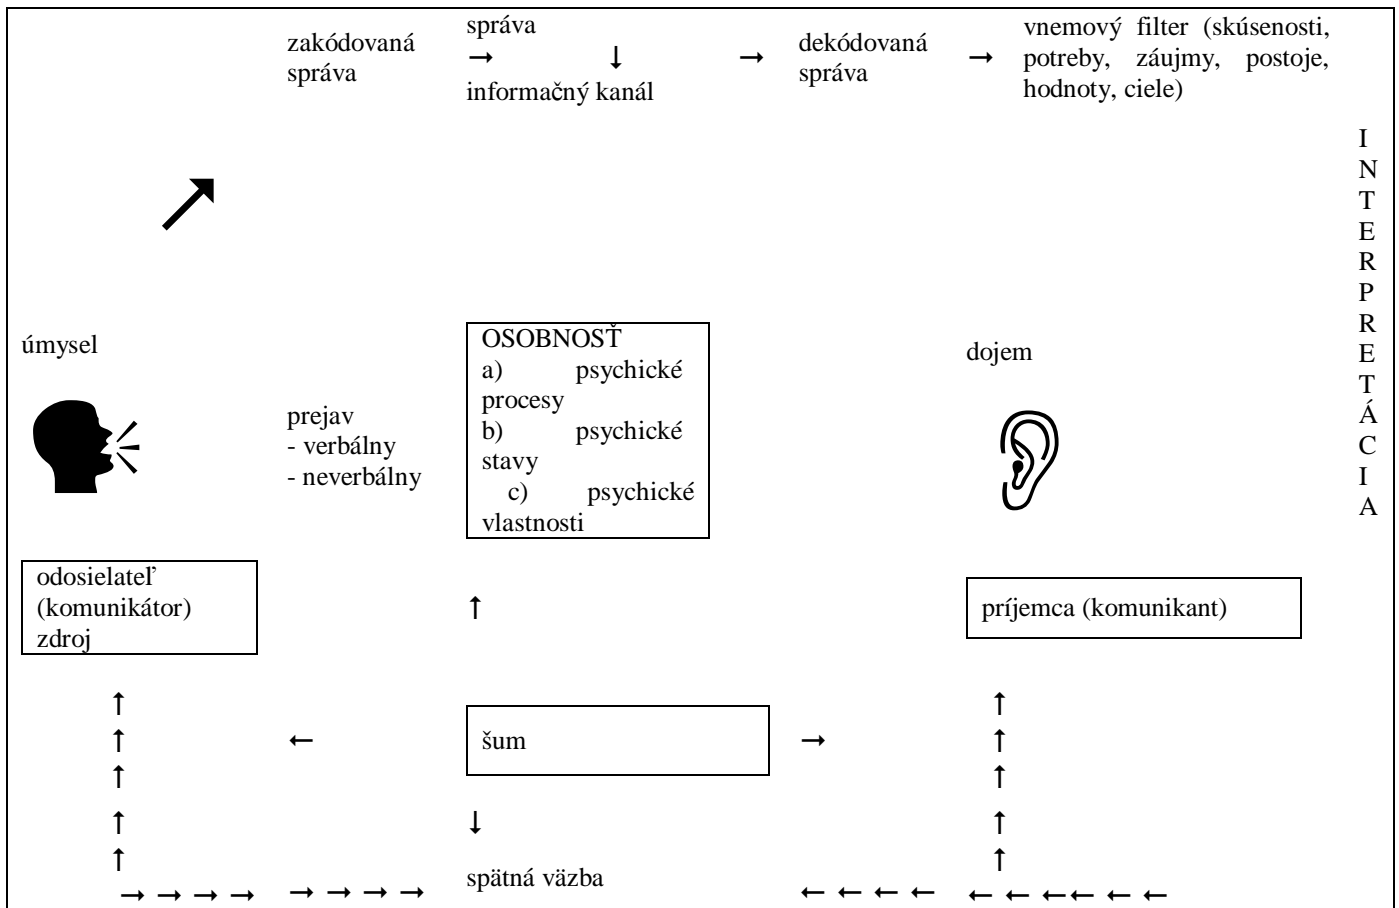 zakódovaná
správa
správa
→ ↓
informačný kanál
→
dekódovaná
správa
→
vnemový filter (skúsenosti,
potreby, záujmy, postoje,
hodnoty, ciele)
I
N
T
E
R
P
R
E
T
Á
C
I
A
úmysel
prejav
- verbálny
- neverbálny
OSOBNOSŤ
a) psychické
procesy
b) psychické
stavy
c) psychické
vlastnosti
dojem
odosielateľ
(komunikátor)
zdroj
↑
príjemca (komunikant)
↑ ↑
↑ ← šum → ↑
↑ ↑
↑ ↓ ↑
↑ ↑
→ → → → → → → → spätná väzba ← ← ← ← ← ← ← ← ← ←